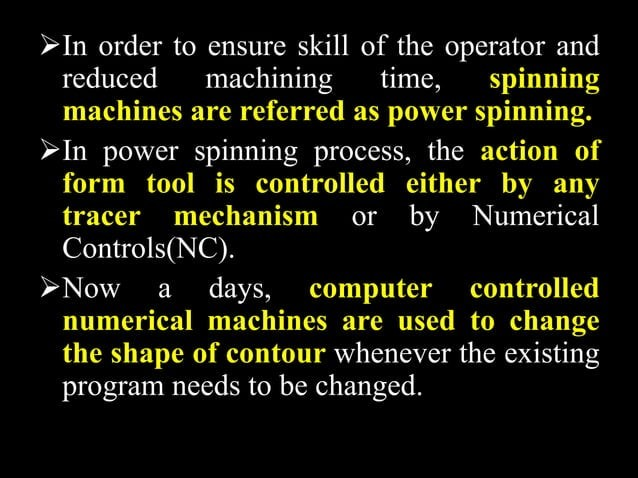 ➢In order to ensure skill of the operator and
reduced machining time, spinning
machines are referred as power spinning.
➢In power spinning process, the action of
form tool is controlled either by any
tracer mechanism or by Numerical
Controls(NC).
➢Now a days, computer controlled
numerical machines are used to change
the shape of contour whenever the existing
program needs to be changed.